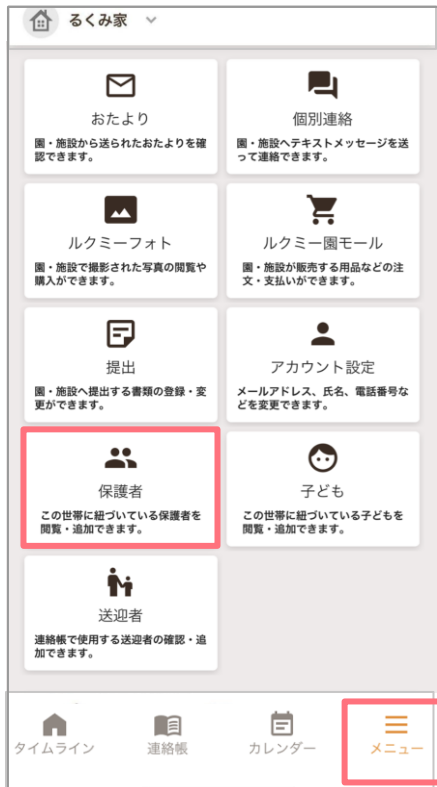 るくみ家
おたより
園・施設から送られたおたよりを確
認できます。
個別連絡
園・施設へテキストメッセージを送
って連絡できます。
ルクミーフォト
園・施設で撮影された写真の閲覧や
購入ができます。
ルクミー園モール
園・施設が販売する用品などの注
文・支払いができます。
提出
園・施設へ提出する書類の登録・変
更ができます。
アカウント設定
メールアドレス、氏名、電話番号な
どを変更できます。
保護者
この世帯に紐づいている保護者を
閲覧・追加できます。
子ども
この世帯に紐づいている子どもを
閲覧・追加できます。
送迎者
連絡帳で使用する送迎者の確認・追
加できます。
タイムライン
連絡帳
カレンダー
メニュー